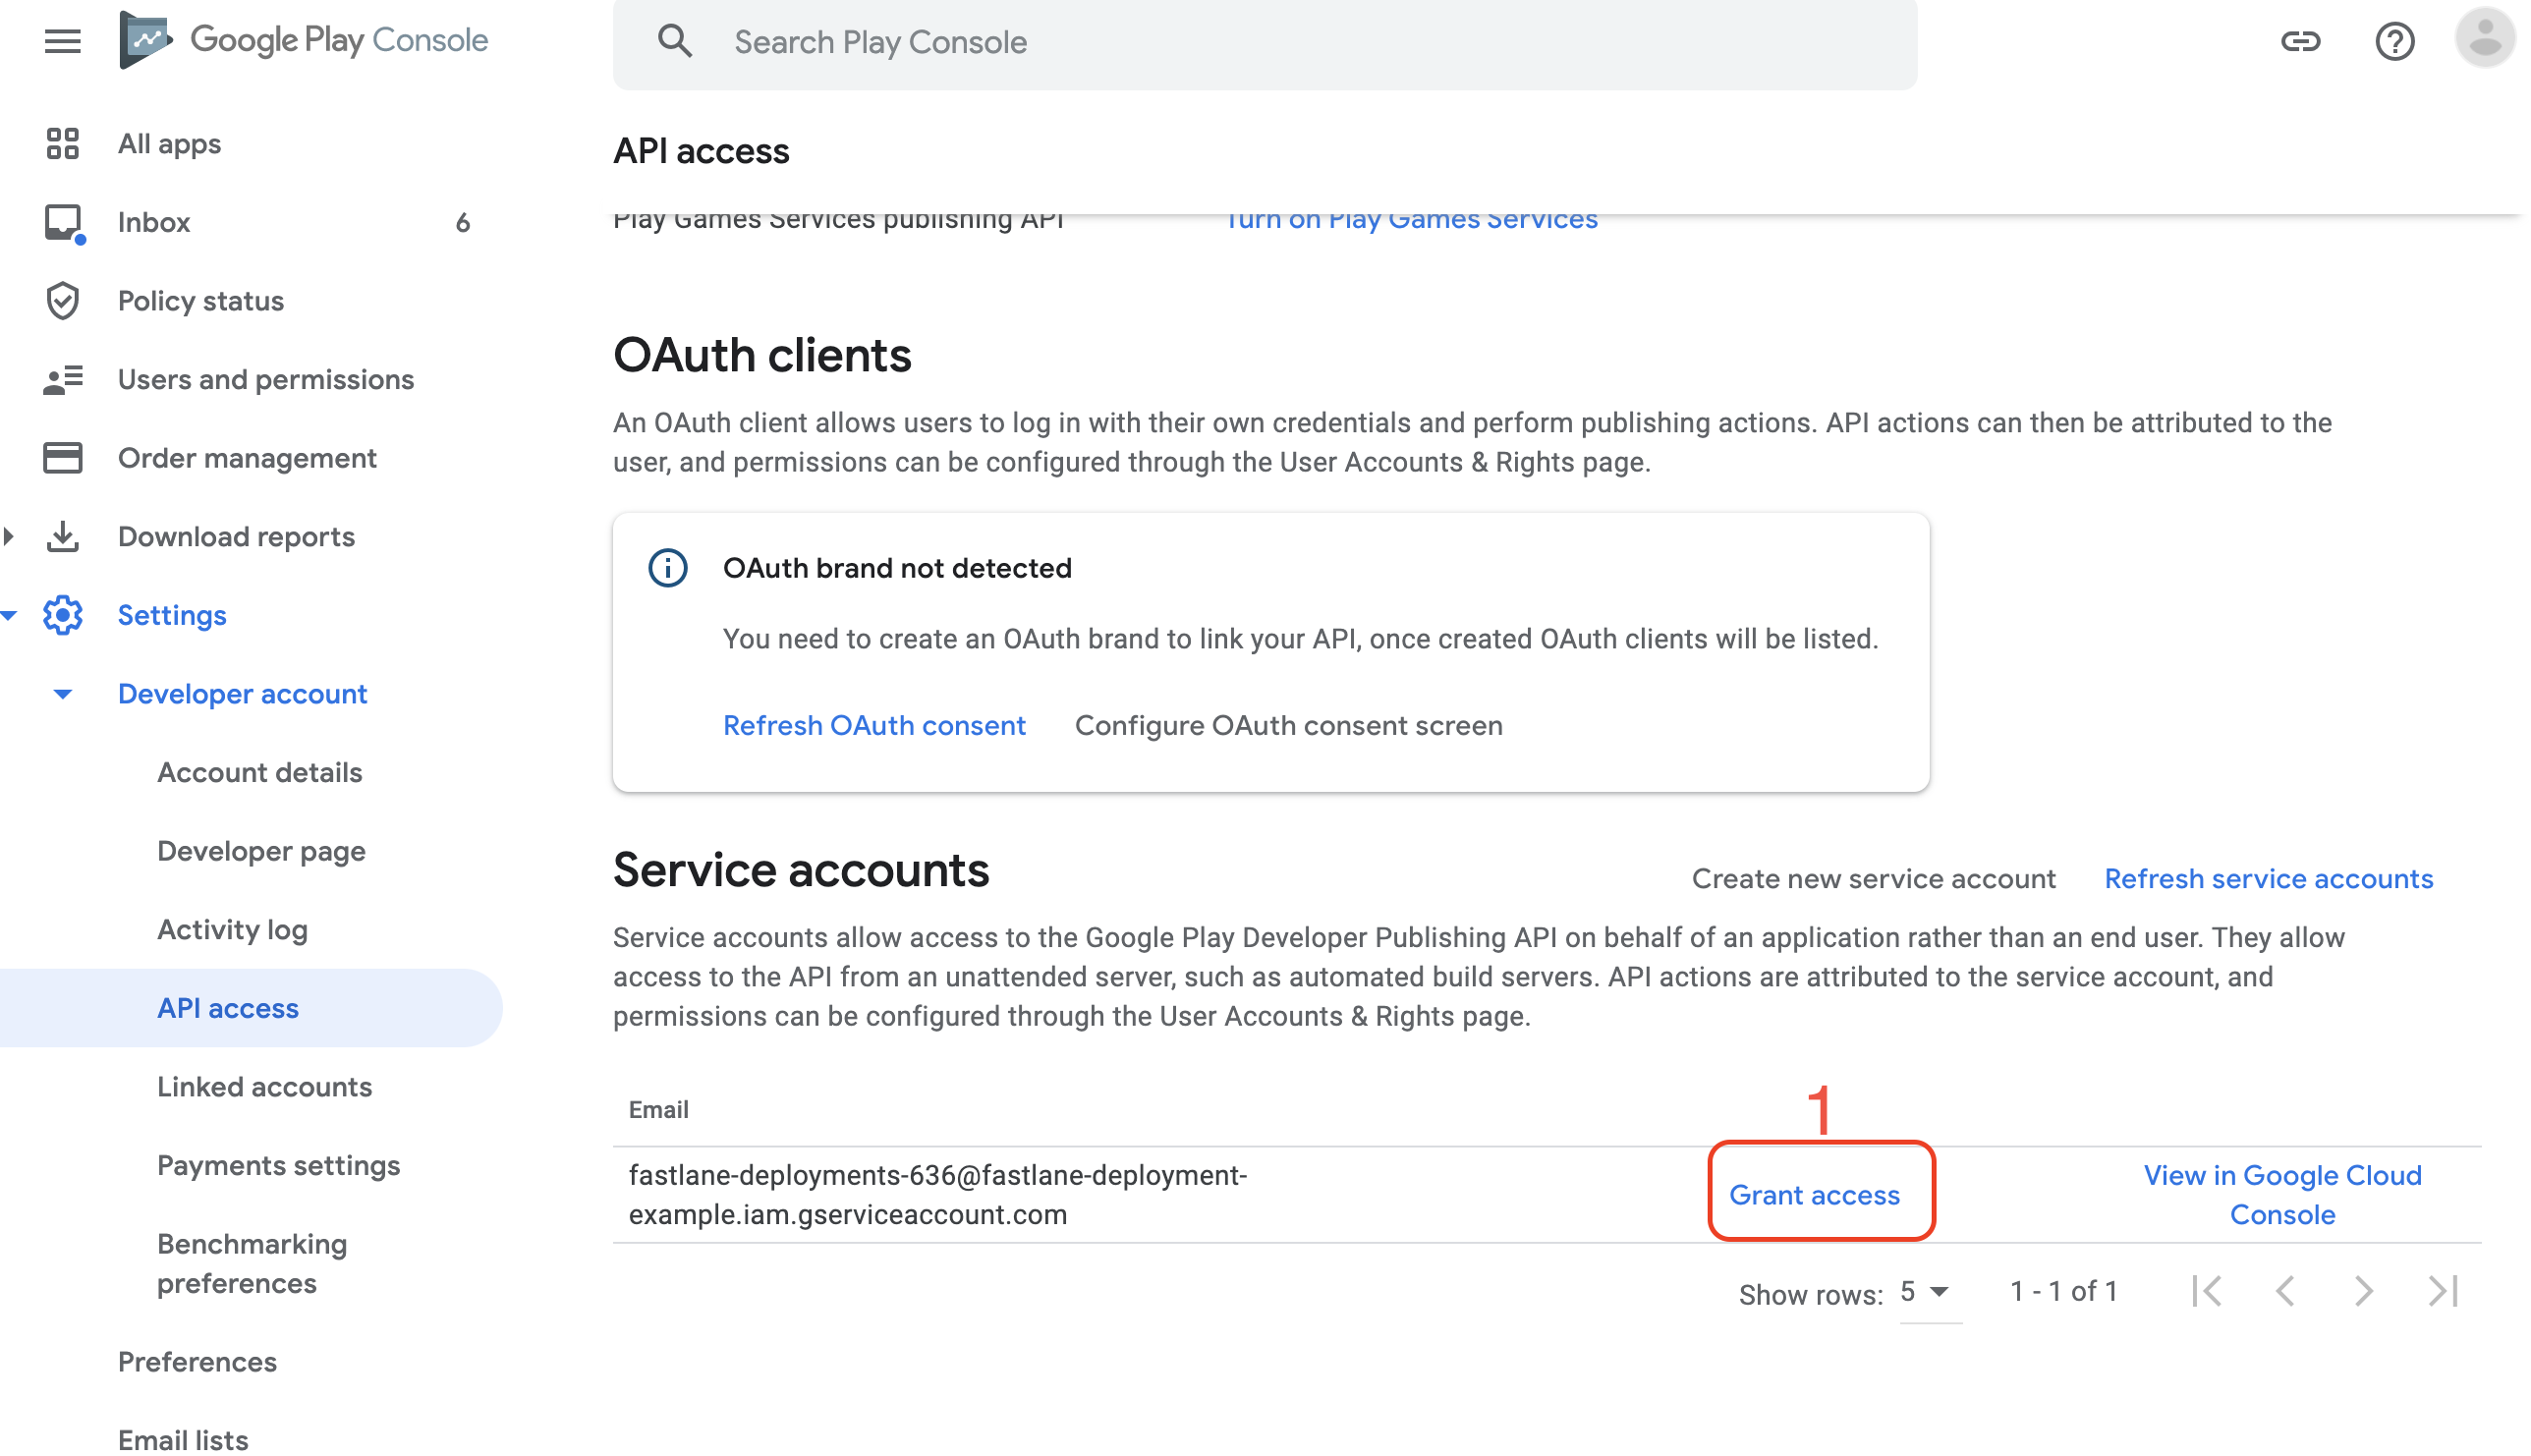 Google Play Console
Search Play Console
All apps
Inbox 6
Policy status
Users and permissions
Order management
Download reports
Settings
Developer account
Account details
Developer page
Activity log
API access
Linked accounts
Payments settings
Benchmarking
preferences
Preferences
Email lists
API access
Play Games Services publishing API Turn on Play Games Services
OAuth clients
An OAuth client allows users to log in with their own credentials and perform publishing actions. API actions can then be attributed to the
user, and permissions can be configured through the User Accounts & Rights page.
OAuth brand not detected
You need to create an OAuth brand to link your API, once created OAuth clients will be listed.
Refresh OAuth consent Configure OAuth consent screen
Service accounts
Create new service account Refresh service accounts
Service accounts allow access to the Google Play Developer Publishing API on behalf of an application rather than an end user. They allow
access to the API from an unattended server, such as automated build servers. API actions are attributed to the service account, and
permissions can be configured through the User Accounts & Rights page.
Email
1
fastlane-deployments-636@fastlane-deployment-
example.iam.gserviceaccount.com
Grant access
View in Google Cloud
Console
Show rows: 5 1 - 1 of 1